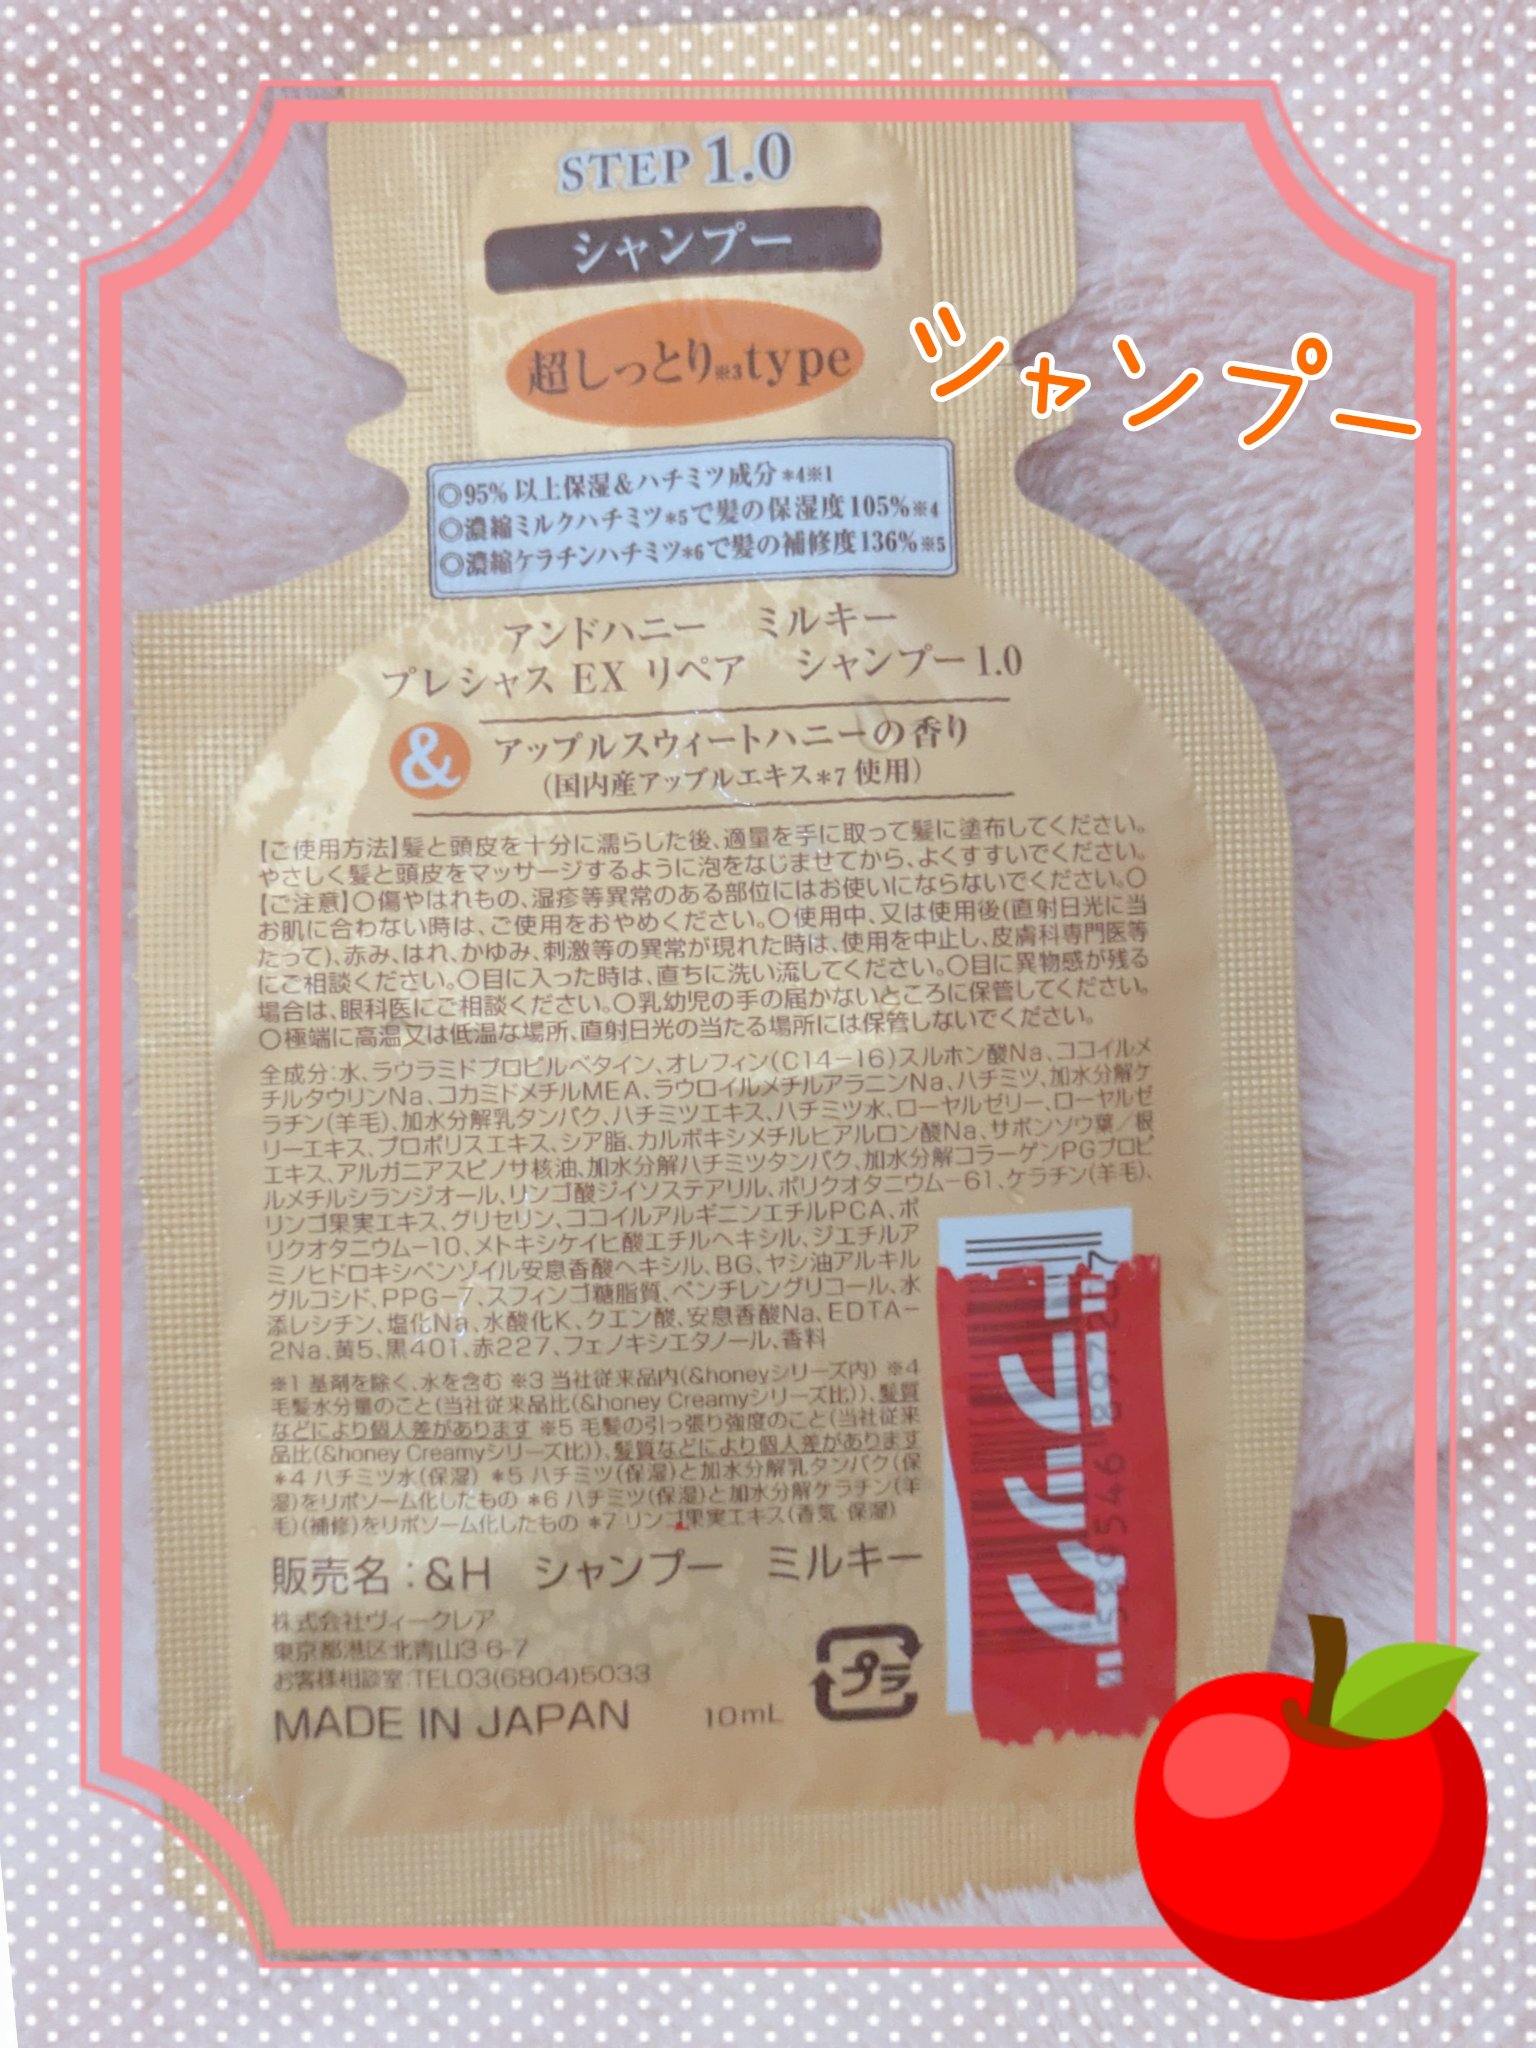 STEP 1.0
シャンプー
超しっとり※3type
シャンプー
◎95%以上保湿&ハチミツ成分*4※1
◎濃縮ミルクハチミツ*5で髪の保湿度105%※4
◎濃縮ケラチンハチミツ*6で髪の補修度136%※5
アンドハニー ミルキー
プレシャス EX リペア シャンプー1.0
& アップルスウィートハニーの香り
(国内産アップルエキス*7使用)
【ご使用方法】髪と頭皮を十分に濡らした後、適量を手に取って髪に塗布してください。
やさしく髪と頭皮をマッサージするように泡をなじませてから、よくすすいでください。
【ご注意】○傷やはれもの、湿疹等異常のある部位にはお使いにならないでください。○
お肌に合わない時は、ご使用をおやめください。○使用中、又は使用後(直射日光に当
たって)、赤み、はれ、かゆみ、刺激等の異常が現れた時は、使用を中止し、皮膚科専門医等
にご相談ください。○目に入った時は、直ちに洗い流してください。○目に異物感が残る
場合は、眼科医にご相談ください。○乳幼児の手の届かないところに保管してください。
○極端に高温又は低温な場所、直射日光の当たる場所には保管しないでください。
全成分:水、ラウラミドプロピルベタイン、オレフィン(C14-16)スルホン酸Na、ココイルメ
チルタウリンNa、コカミドメチルMEA、ラウロイルメチルアラニンNa、ハチミツ、加水分解ケ
ラチン(羊毛)、加水分解乳タンパク、ハチミツエキス、ハチミツ水、ローヤルゼリー、ローヤルゼ
リーエキス、プロポリスエキス、シア脂、カルボキシメチルヒアルロン酸Na、サボンソウ葉/根
エキス、アルガニアスピノサ核油、加水分解ハチミツタンパク、加水分解コラーゲンPGプロピ
ルメチルシランジオール、リンゴ酸ジイソステアリル、ポリクオタニウム-61、ケラチン(羊毛)、
リンゴ果実エキス、グリセリン、ココイルアルギニンエチルPCA、ポ
リクオタニウム-10、メトキシケイヒ酸エチルヘキシル、ジエチルア
ミノヒドロキシベンゾイル安息香酸ヘキシル、BG、ヤシ油アルキル
グルコシド、PPG-7、スフィンゴ糖脂質、ペンチレングリコール、水
添レシチン、塩化Na、水酸化K、クエン酸、安息香酸Na、EDTA-
2Na、黄5、黒401、赤227、フェノキシエタノール、香料
※1 基剤を除く、水を含む ※3 当社従来品内(&honeyシリーズ内) ※4
毛髪水分量のこと(当社従来品比(&honey Creamyシリーズ比))、髪質
などにより個人差があります ※5 毛髪の引っ張り強度のこと(当社従来
品比(&honey Creamyシリーズ比))、髪質などにより個人差があります
*4 ハチミツ水(保湿) *5 ハチミツ(保湿)と加水分解乳タンパク(保
湿)をリポソーム化したもの *6 ハチミツ(保湿)と加水分解ケラチン(羊
毛)(補修)をリポソーム化したもの *7 リンゴ果実エキス(香気・保湿)
ドラッグ
販売名:&H シャンプー ミルキー
株式会社ヴィークレア
東京都港区北青山3-6-7
お客様相談室:TEL03(6804)5033
MADE IN JAPAN 10mL
プラ